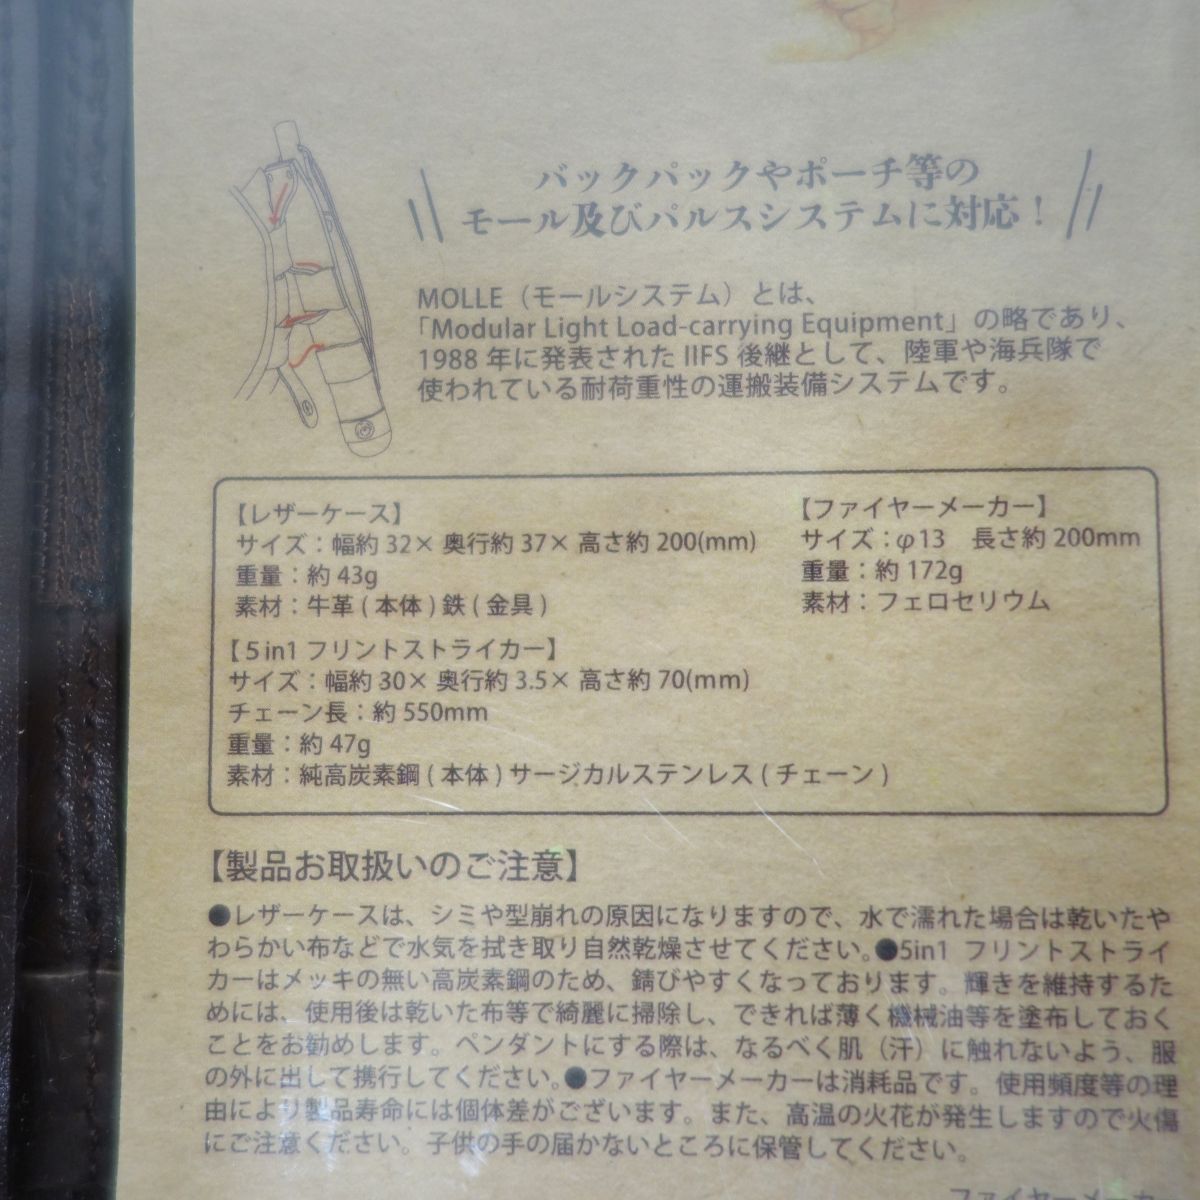 バックパックやポーチ等の
モール及びパルスシステムに対応！
MOLLE（モールシステム）とは、
「Modular Light Load-carrying Equipment」の略であり、
1988 年に発表された IIFS 後継として、陸軍や海兵隊で
使われている耐荷重性の運搬装備システムです。
【レザーケース】
サイズ：幅約 32× 奥行約 37× 高さ約 200(mm)
重量：約 43g
素材：牛革 ( 本体 ) 鉄 ( 金具 )
【ファイヤーメーカー】
サイズ：φ13　長さ約 200mm
重量：約 172g
素材：フェロセリウム
【５in1 フリントストライカー】
サイズ：幅約 30× 奥行約 3.5× 高さ約 70(mm)
チェーン長：約 550mm
重量：約 47g
素材：純高炭素鋼 ( 本体 ) サージカルステンレス ( チェーン )
【製品お取扱いのご注意】
●レザーケースは、シミや型崩れの原因になりますので、水で濡れた場合は乾いたや
わらかい布などで水気を拭き取り自然乾燥させてください。●5in1 フリントストライ
カーはメッキの無い高炭素鋼のため、錆びやすくなっております。輝きを維持するた
めには、使用後は乾いた布等で綺麗に掃除し、できれば薄く機械油等を塗布しておく
ことをお勧めします。ペンダントにする際は、なるべく肌（汗）に触れないよう、服
の外に出して携行してください。●ファイヤーメーカーは消耗品です。使用頻度等の理
由により製品寿命には個体差がございます。また、高温の火花が発生しますので火傷
にご注意ください。子供の手の届かないところに保管してください。
ファイヤーメーカー